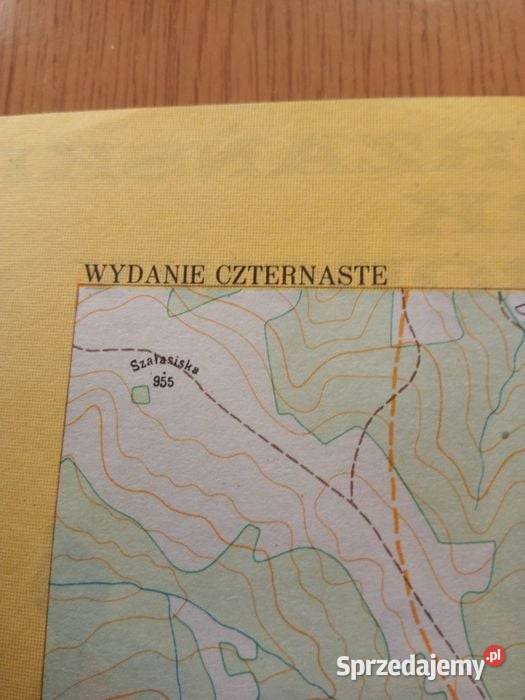 WYDANIE CZTERNASTE
Szałasiska
955
Sprzedajemy.pl